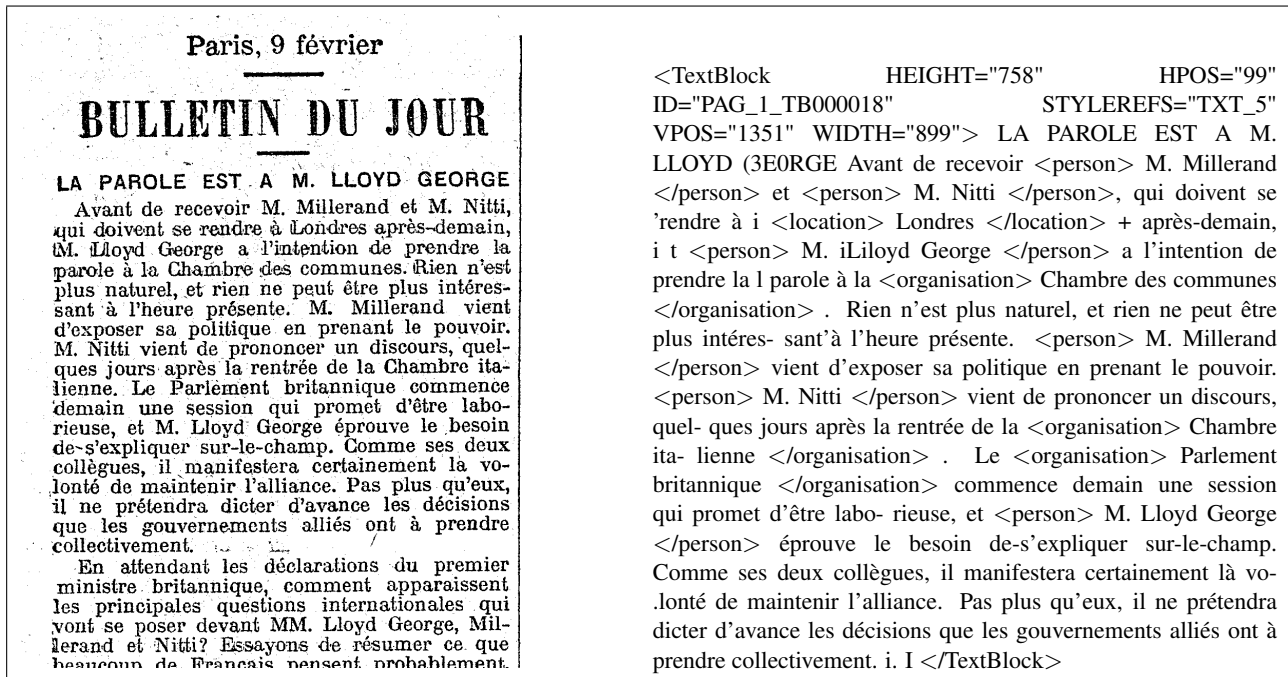 Paris, 9 février
BULLETIN DU JOUR
LA PAROLE EST A M. LLOYD GEORGE
Avant de recevoir M. Millerand et M. Nitti,
qui doivent se rendre à Londres après-demain,
M. Lloyd George a l'intention de prendre la
parole à la Chambre des communes. Rien n'est
plus naturel, et rien ne peut être plus intéres-
sant à l'heure présente. M. Millerand vient
d'exposer sa politique en prenant le pouvoir.
M. Nitti vient de prononcer un discours, quel-
ques jours après la rentrée de la Chambre ita-
lienne. Le Parlement britannique commence
demain une session qui promet d'être labo-
rieuse, et M. Lloyd George éprouve le besoin
de s'expliquer sur-le-champ. Comme ses deux
collègues, il manifestera certainement la vo-
lonté de maintenir l'alliance. Pas plus qu'eux,
il ne prétendra dicter d'avance les décisions
que les gouvernements alliés ont à prendre
collectivement.
En attendant les déclarations du premier
ministre britannique, comment apparaissent
les principales questions internationales qui
vont se poser devant MM. Lloyd George, Mil-
lerand et Nitti? Essayons de résumer ce que
beaucoup de Français pensent probablement.
<TextBlock HEIGHT="758" HPOS="99"
ID="PAG_1_TB000018" STYLEREFS="TXT_5"
VPOS="1351" WIDTH="899"> LA PAROLE EST A M.
LLOYD (3E0RGE Avant de recevoir <person> M. Millerand
</person> et <person> M. Nitti </person>, qui doivent se
'rendre à i <location> Londres </location> + après-demain,
i t <person> M. iLiloyd George </person> a l'intention de
prendre la l parole à la <organisation> Chambre des communes
</organisation> . Rien n'est plus naturel, et rien ne peut être
plus intéres- sant'à l'heure présente. <person> M. Millerand
</person> vient d'exposer sa politique en prenant le pouvoir.
<person> M. Nitti </person> vient de prononcer un discours,
quel- ques jours après la rentrée de la <organisation> Chambre
ita- lienne </organisation> . Le <organisation> Parlement
britannique </organisation> commence demain une session
qui promet d'être labo- rieuse, et <person> M. Lloyd George
</person> éprouve le besoin de-s'expliquer sur-le-champ.
Comme ses deux collègues, il manifestera certainement là vo-
.lonté de maintenir l'alliance. Pas plus qu'eux, il ne prétendra
dicter d'avance les décisions que les gouvernements alliés ont à
prendre collectivement. i. I </TextBlock>